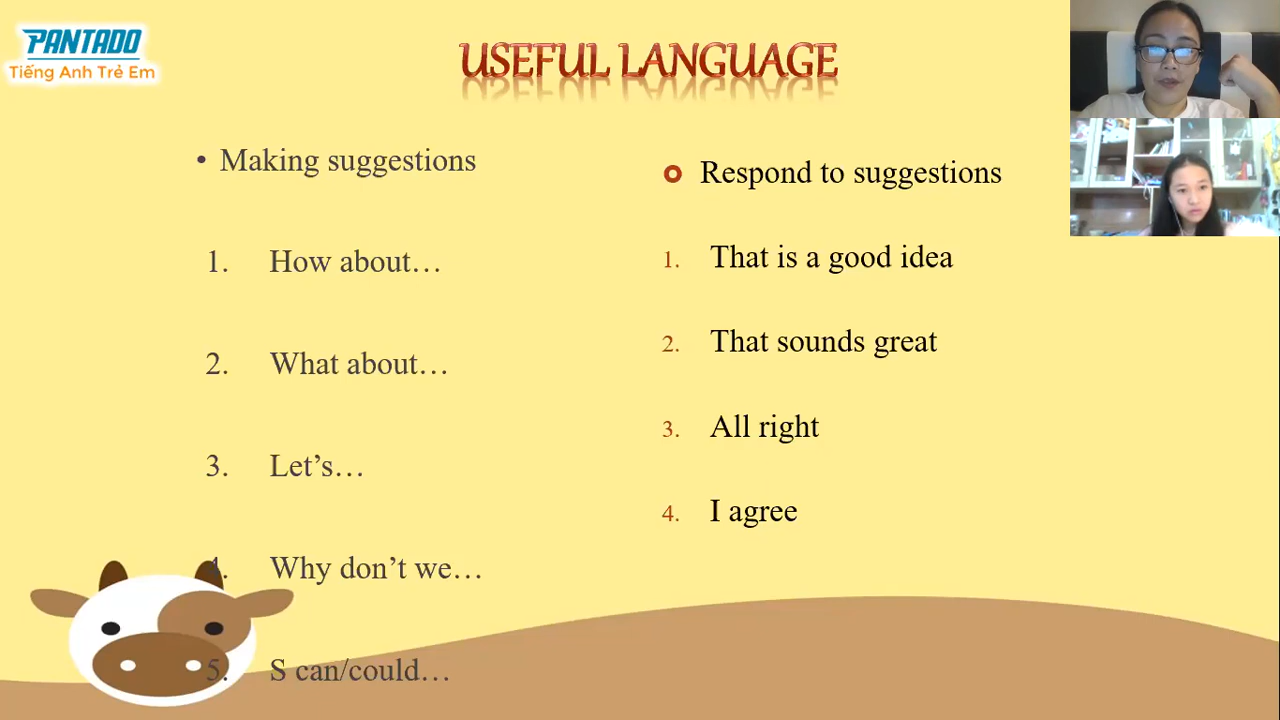 PANTADO
Tiếng Anh Trẻ Em
USEFUL LANGUAGE
• Making suggestions
1. How about…
2. What about…
3. Let’s…
4. Why don’t we…
5. S can/could…
Respond to suggestions
1. That is a good idea
2. That sounds great
3. All right
4. I agree